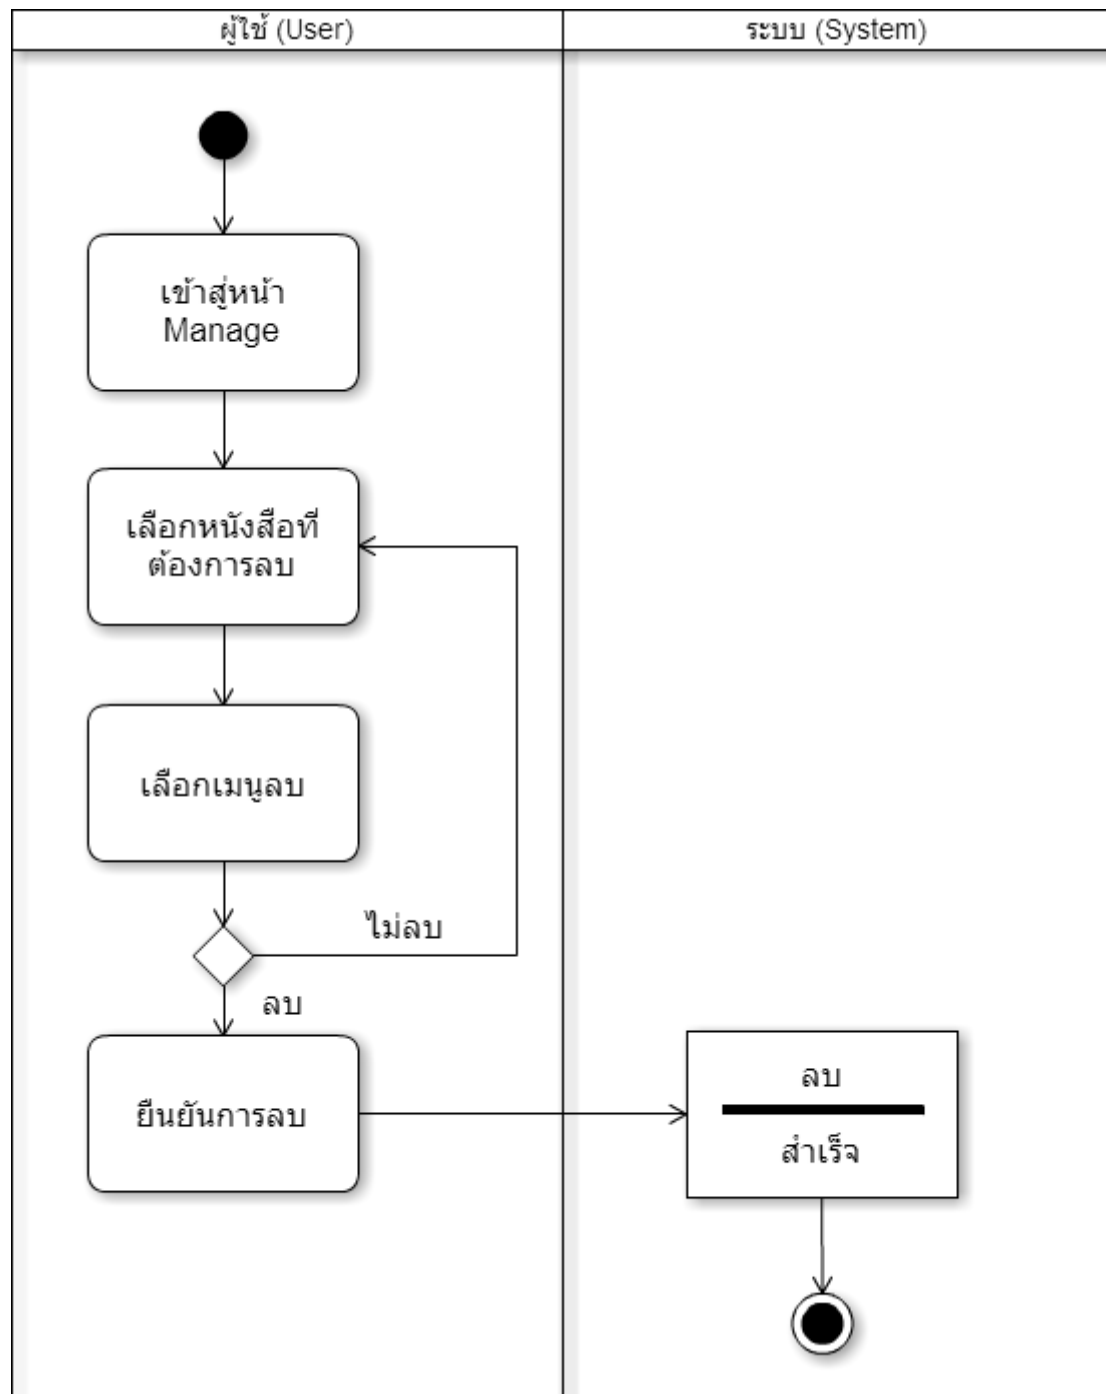 ผู้ใช้ (User)
ระบบ (System)
เข้าสู่หน้า
Manage
เลือกหนังสือที่
ต้องการลบ
เลือกเมนูลบ
ไม่ลบ
ลบ
ยืนยันการลบ
ลบ
สำเร็จ